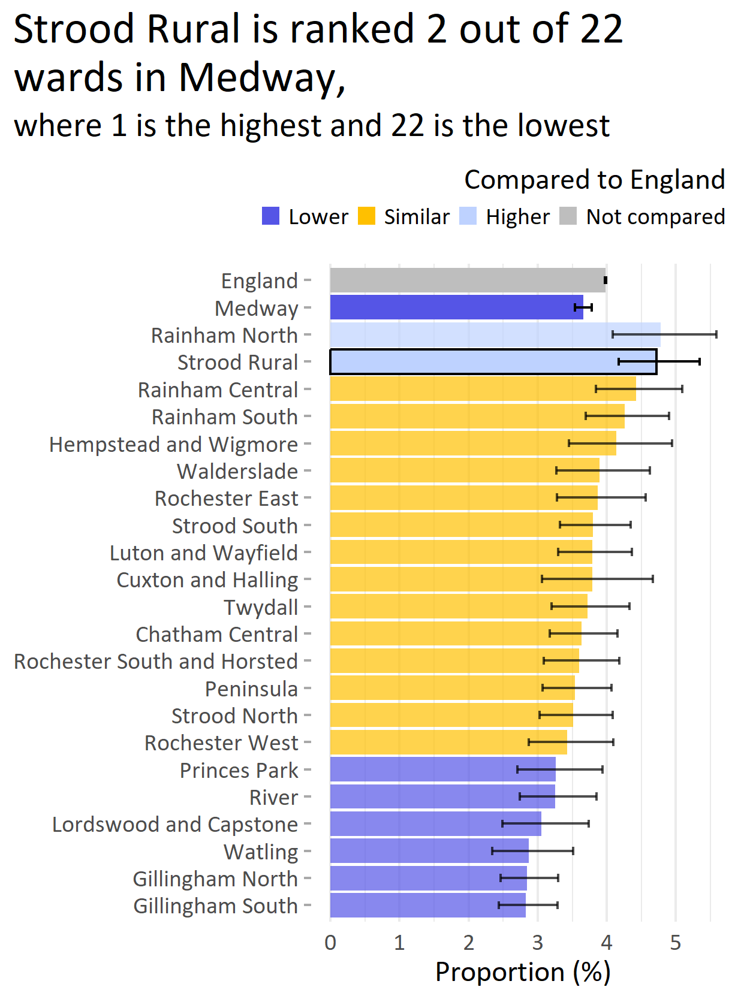 Strood Rural is ranked 2 out of 22
wards in Medway,
where 1 is the highest and 22 is the lowest
Compared to England
Lower Similar Higher Not compared
England
Medway
Rainham North
Strood Rural
Rainham Central
Rainham South
Hempstead and Wigmore
Walderslade
Rochester East
Strood South
Luton and Wayfield
Cuxton and Halling
Twydall
Chatham Central
Rochester South and Horsted
Peninsula
Strood North
Rochester West
Princes Park
River
Lordswood and Capstone
Watling
Gillingham North
Gillingham South
0 1 2 3 4 5
Proportion (%)